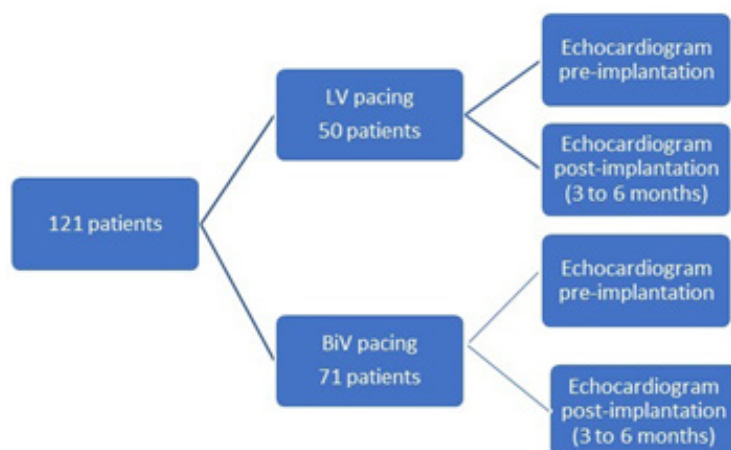 121 patients
LV pacing
50 patients
Echocardiogram
pre-implantation
Echocardiogram
post-implantation
(3 to 6 months)
BiV pacing
71 patients
Echocardiogram
pre-implantation
Echocardiogram
post-implantation
(3 to 6 months)